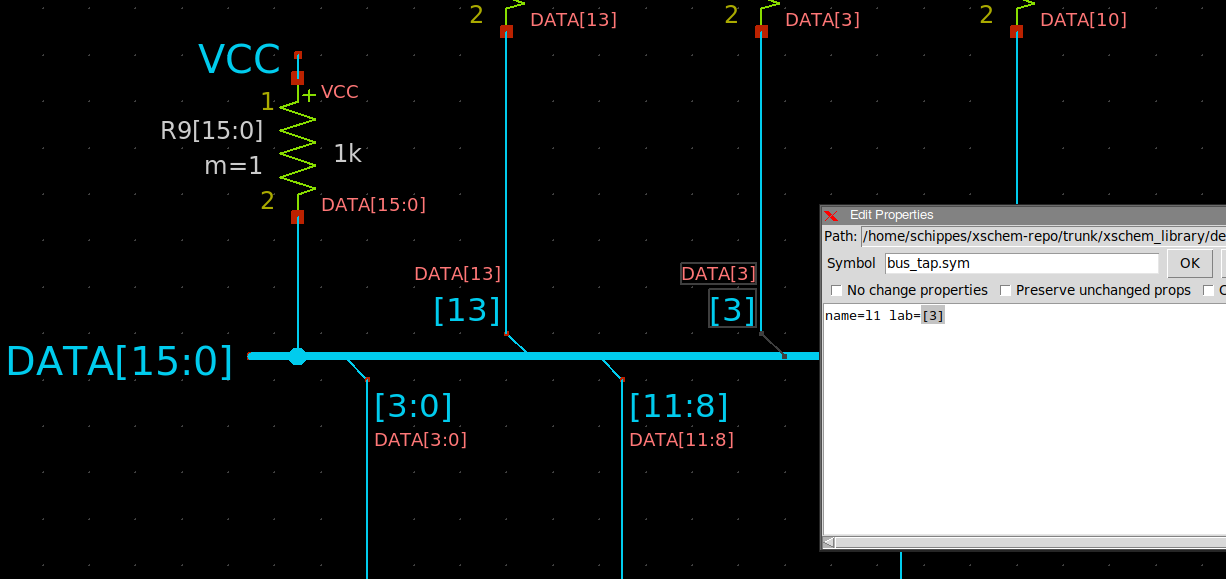 2 DATA[13]
2 DATA[3]
2 DATA[10]
VCC
VCC
1
R9[15:0]
m=1
1k
2
DATA[15:0]
DATA[13]
[13]
DATA[3]
[3]
DATA[15:0]
[3:0]
DATA[3:0]
[11:8]
DATA[11:8]
Edit Properties
Path: /home/schippes/xschem-repo/trunk/xschem_library/de
Symbol bus_tap.sym OK
No change properties Preserve unchanged props
name=l1 lab=[3]